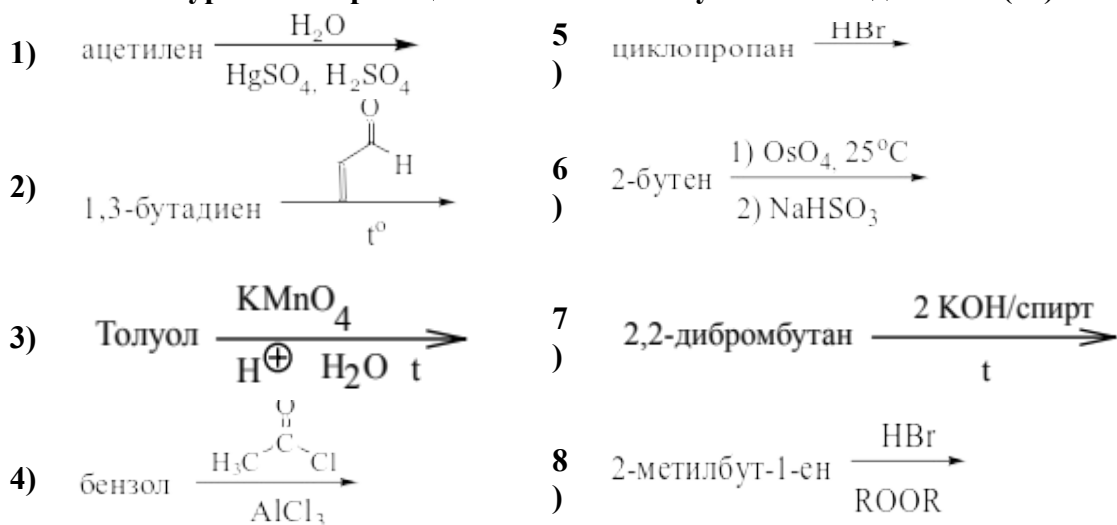 1)
ацетилен
H₂O
HgSO₄, H₂SO₄
2)
1,3-бутадиен
O
H
tº
3)
Толуол
KMnO₄
H⊕ H₂O t
4)
бензол
O
H₃C C Cl
AlCl₃
5
)
циклопропан
HBr
6
)
2-бутен
1) OsO₄, 25ºC
2) NaHSO₃
7
)
2,2-дибромбутан
2 KOH/спирт
t
8
)
2-метилбут-1-ен
HBr
ROOR